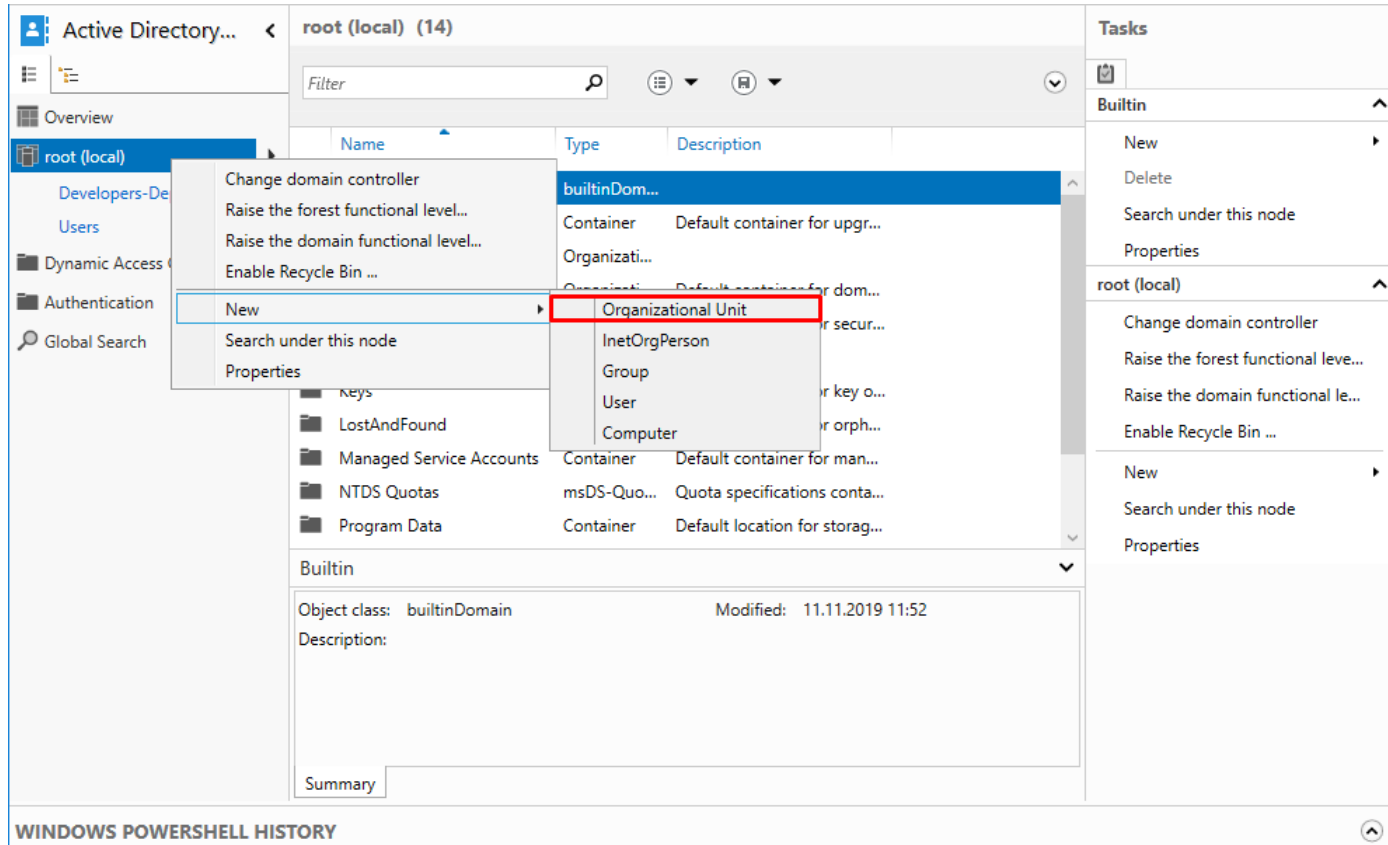 Active Directory...
root (local) (14)
Tasks
Filter
Overview
root (local)
Developers-De
Users
Dynamic Access
Authentication
Global Search
Name Type Description
builtinDom...
Container Default container for upgr...
Organizati...
Organizati... Default container for dom...
r secur...
Keys r key o...
LostAndFound r orph...
Managed Service Accounts Container Default container for man...
NTDS Quotas msDS-Quo... Quota specifications conta...
Program Data Container Default location for storag...
Change domain controller
Raise the forest functional level...
Raise the domain functional level...
Enable Recycle Bin ...
New
Search under this node
Properties
Organizational Unit
InetOrgPerson
Group
User
Computer
Builtin
Object class: builtinDomain Modified: 11.11.2019 11:52
Description:
Summary
Builtin
New
Delete
Search under this node
Properties
root (local)
Change domain controller
Raise the forest functional leve...
Raise the domain functional le...
Enable Recycle Bin ...
New
Search under this node
Properties
WINDOWS POWERSHELL HISTORY